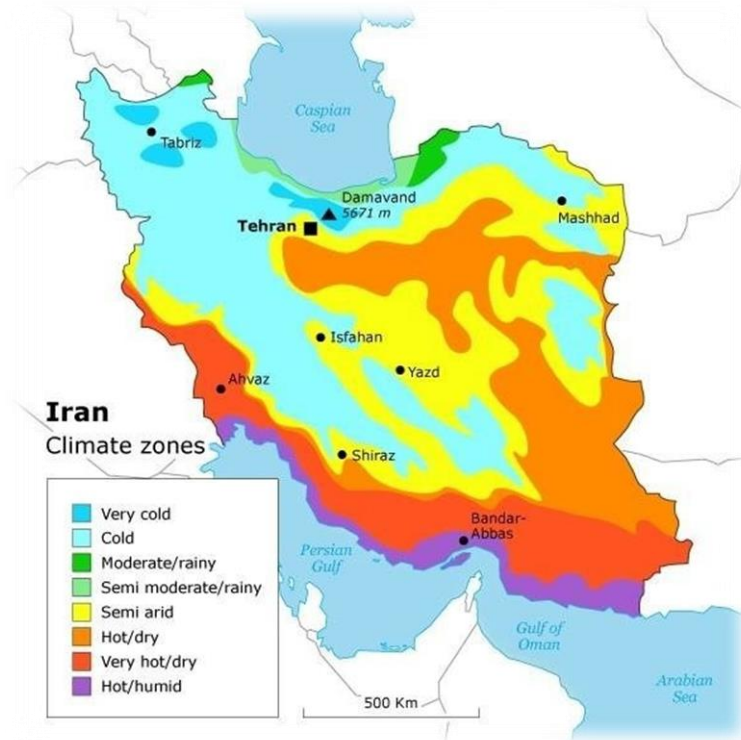 Caspian
Sea
Tabriz
Damavand
5671 m
Tehran
Mashhad
Isfahan
Yazd
Ahvaz
Iran
Climate zones
Shiraz
Bandar-
Abbas
Very cold
Cold
Moderate/rainy
Semi moderate/rainy
Semi arid
Hot/dry
Very hot/dry
Hot/humid
Persian
Gulf
Gulf of
Oman
Arabian
Sea
500 Km